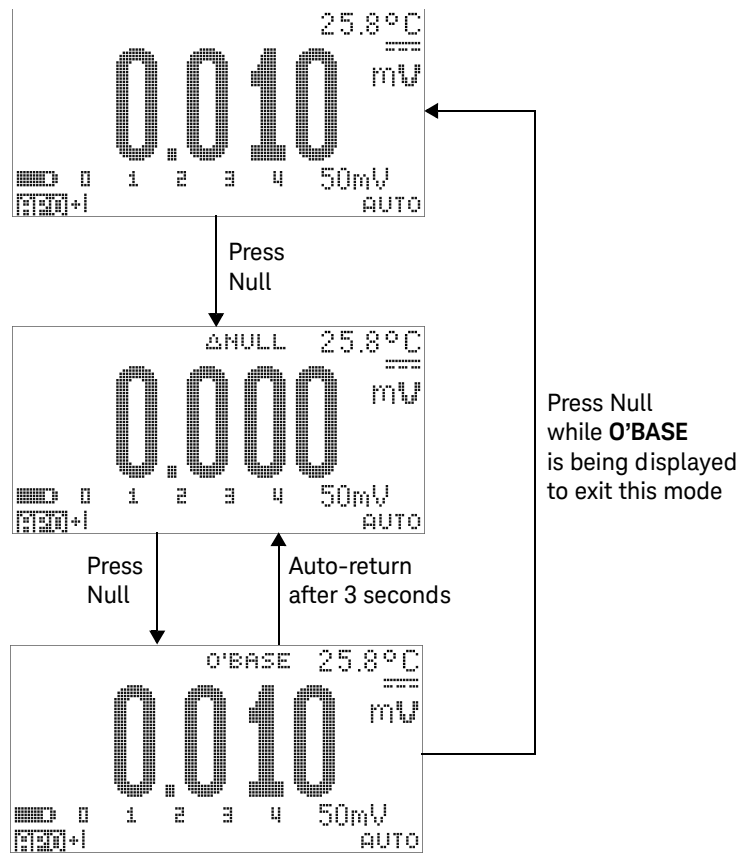 25.8°C
0.010 mV
0 1 2 3 4 50mV
+ AUTO
Press
Null
ΔNULL 25.8°C
0.000 mV
0 1 2 3 4 50mV
+ AUTO
Press Null
while O’BASE
is being displayed
to exit this mode
Press
Null
Auto-return
after 3 seconds
O'BASE 25.8°C
0.010 mV
0 1 2 3 4 50mV
+ AUTO